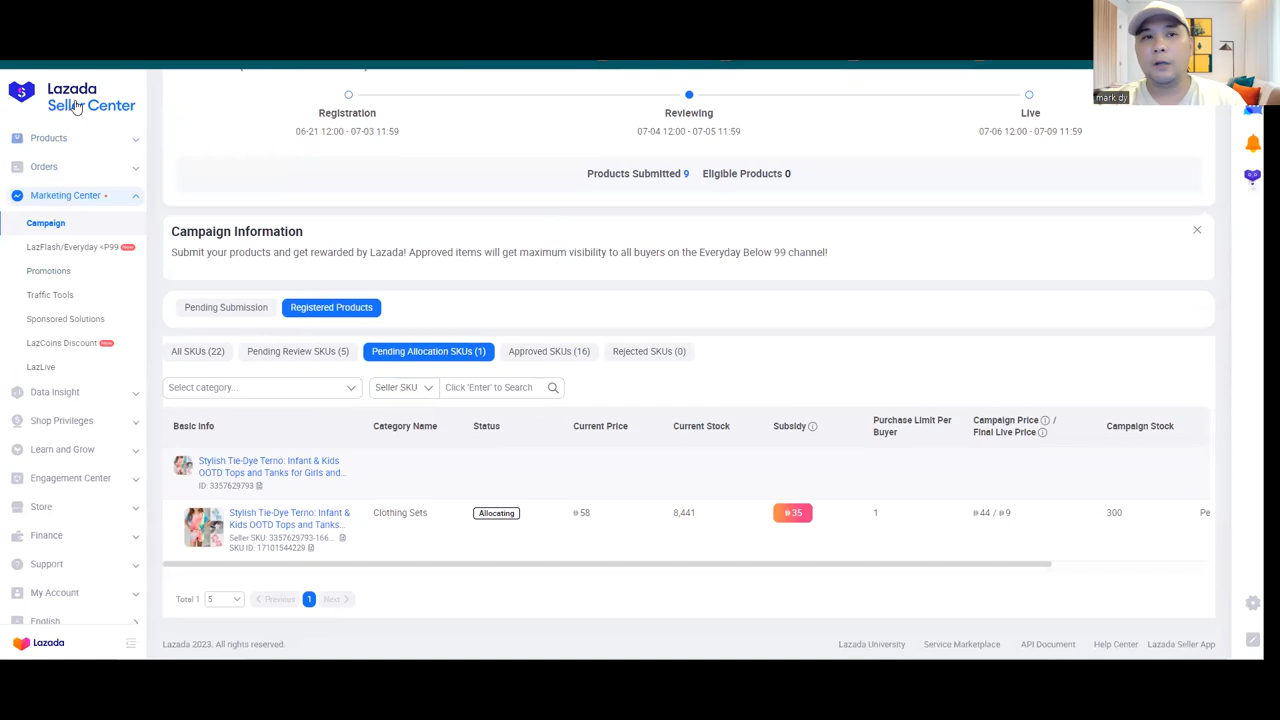 Lazada
Seller Center
Products
Orders
Marketing Center
Campaign
LazFlash/Everyday <P99 New
Promotions
Traffic Tools
Sponsored Solutions
LazCoins Discount New
LazLive
Data Insight
Shop Privileges
Learn and Grow
Engagement Center
Store
Finance
Support
My Account
English
Lazada
Registration
06-21 12:00 - 07-03 11:59
Reviewing
07-04 12:00 - 07-05 11:59
Live
07-06 12:00 - 07-09 11:59
Products Submitted 9 Eligible Products 0
Campaign Information
Submit your products and get rewarded by Lazada! Approved items will get maximum visibility to all buyers on the Everyday Below 99 channel!
Pending Submission Registered Products
All SKUs (22) Pending Review SKUs (5) Pending Allocation SKUs (1) Approved SKUs (16) Rejected SKUs (0)
Select category... Seller SKU Click 'Enter' to Search
Basic Info Category Name Status Current Price Current Stock Subsidy Purchase Limit Per Buyer Campaign Price / Final Live Price Campaign Stock
Stylish Tie-Dye Terno: Infant & Kids
OOTD Tops and Tanks for Girls and...
ID: 3357629793
Stylish Tie-Dye Terno: Infant &
Kids OOTD Tops and Tanks...
Seller SKU: 3357629793-166...
SKU ID: 17101544229
Clothing Sets Allocating ₱58 8,441 ₱35 1 ₱44 / ₱9 300 Pe
Total 1 5 < Previous 1 Next >
Lazada 2023. All rights reserved.
Lazada University Service Marketplace API Document Help Center Lazada Seller App
mark dy